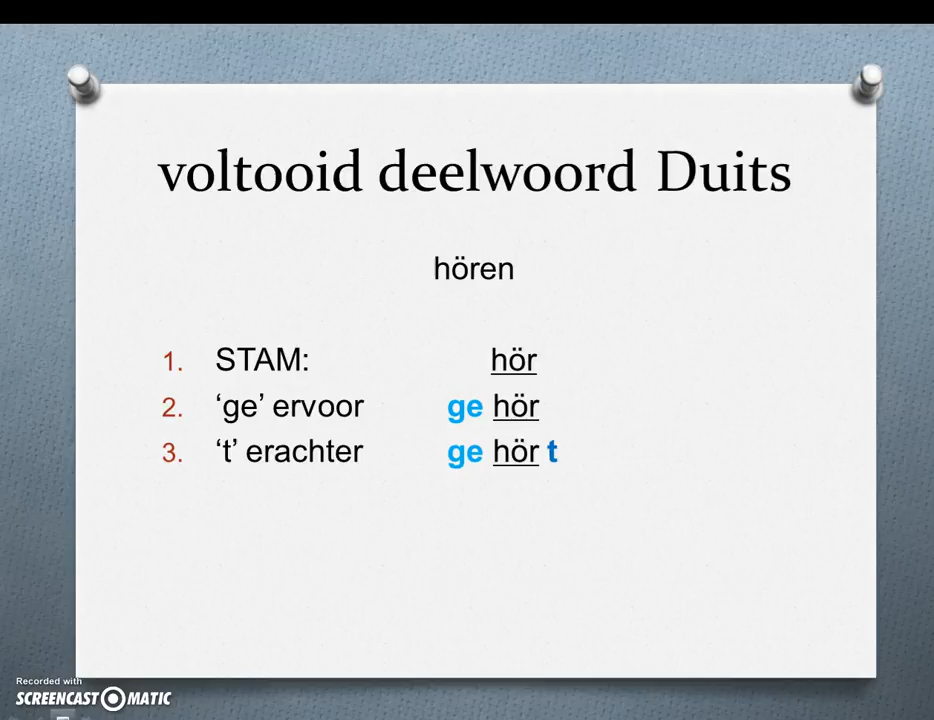 voltooid deelwoord Duits
hören
1. STAM: hör
2. ‘ge’ ervoor ge hör
3. ‘t’ erachter ge hör t
Recorded with
SCREENCAST O MATIC